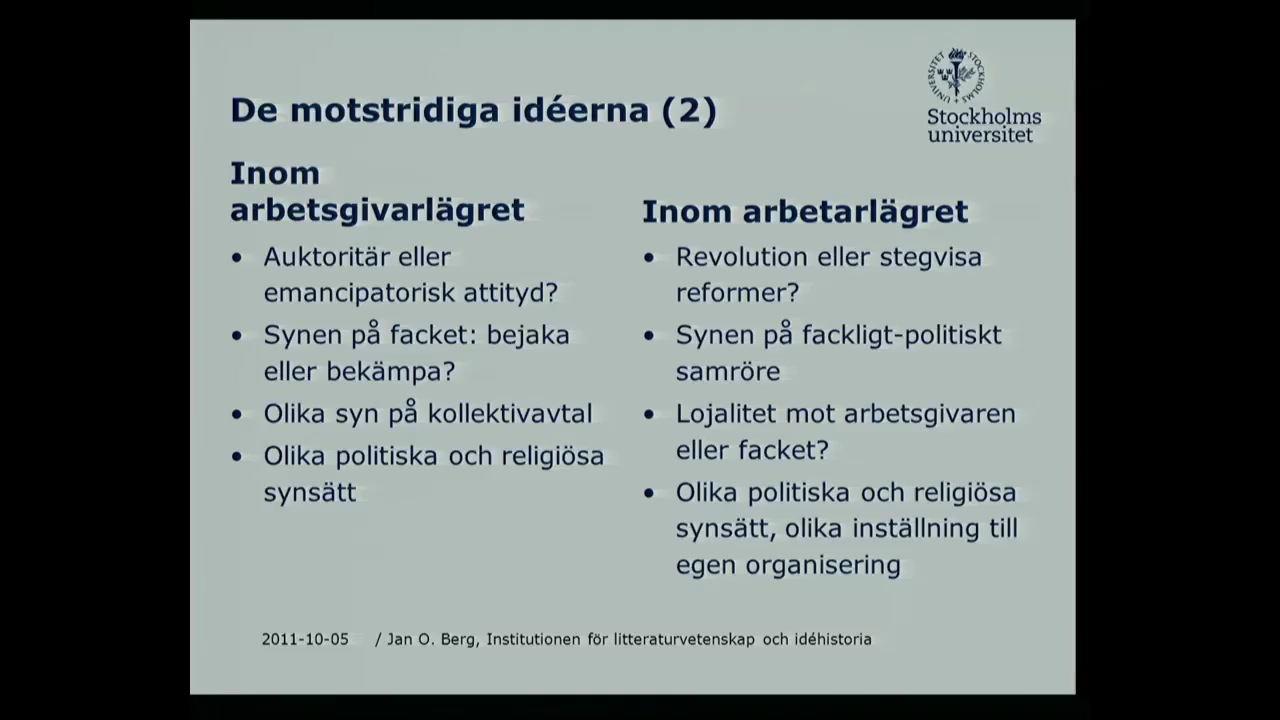 STOCKHOLMS UNIVERSITET
Stockholms
universitet
De motstridiga idéerna (2)
Inom
arbetsgivarlägret
• Auktoritär eller
emancipatorisk attityd?
• Synen på facket: bejaka
eller bekämpa?
• Olika syn på kollektivavtal
• Olika politiska och religiösa
synsätt
Inom arbetarlägret
• Revolution eller stegvisa
reformer?
• Synen på fackligt-politiskt
samröre
• Lojalitet mot arbetsgivaren
eller facket?
• Olika politiska och religiösa
synsätt, olika inställning till
egen organisering
2011-10-05 / Jan O. Berg, Institutionen för litteraturvetenskap och idéhistoria